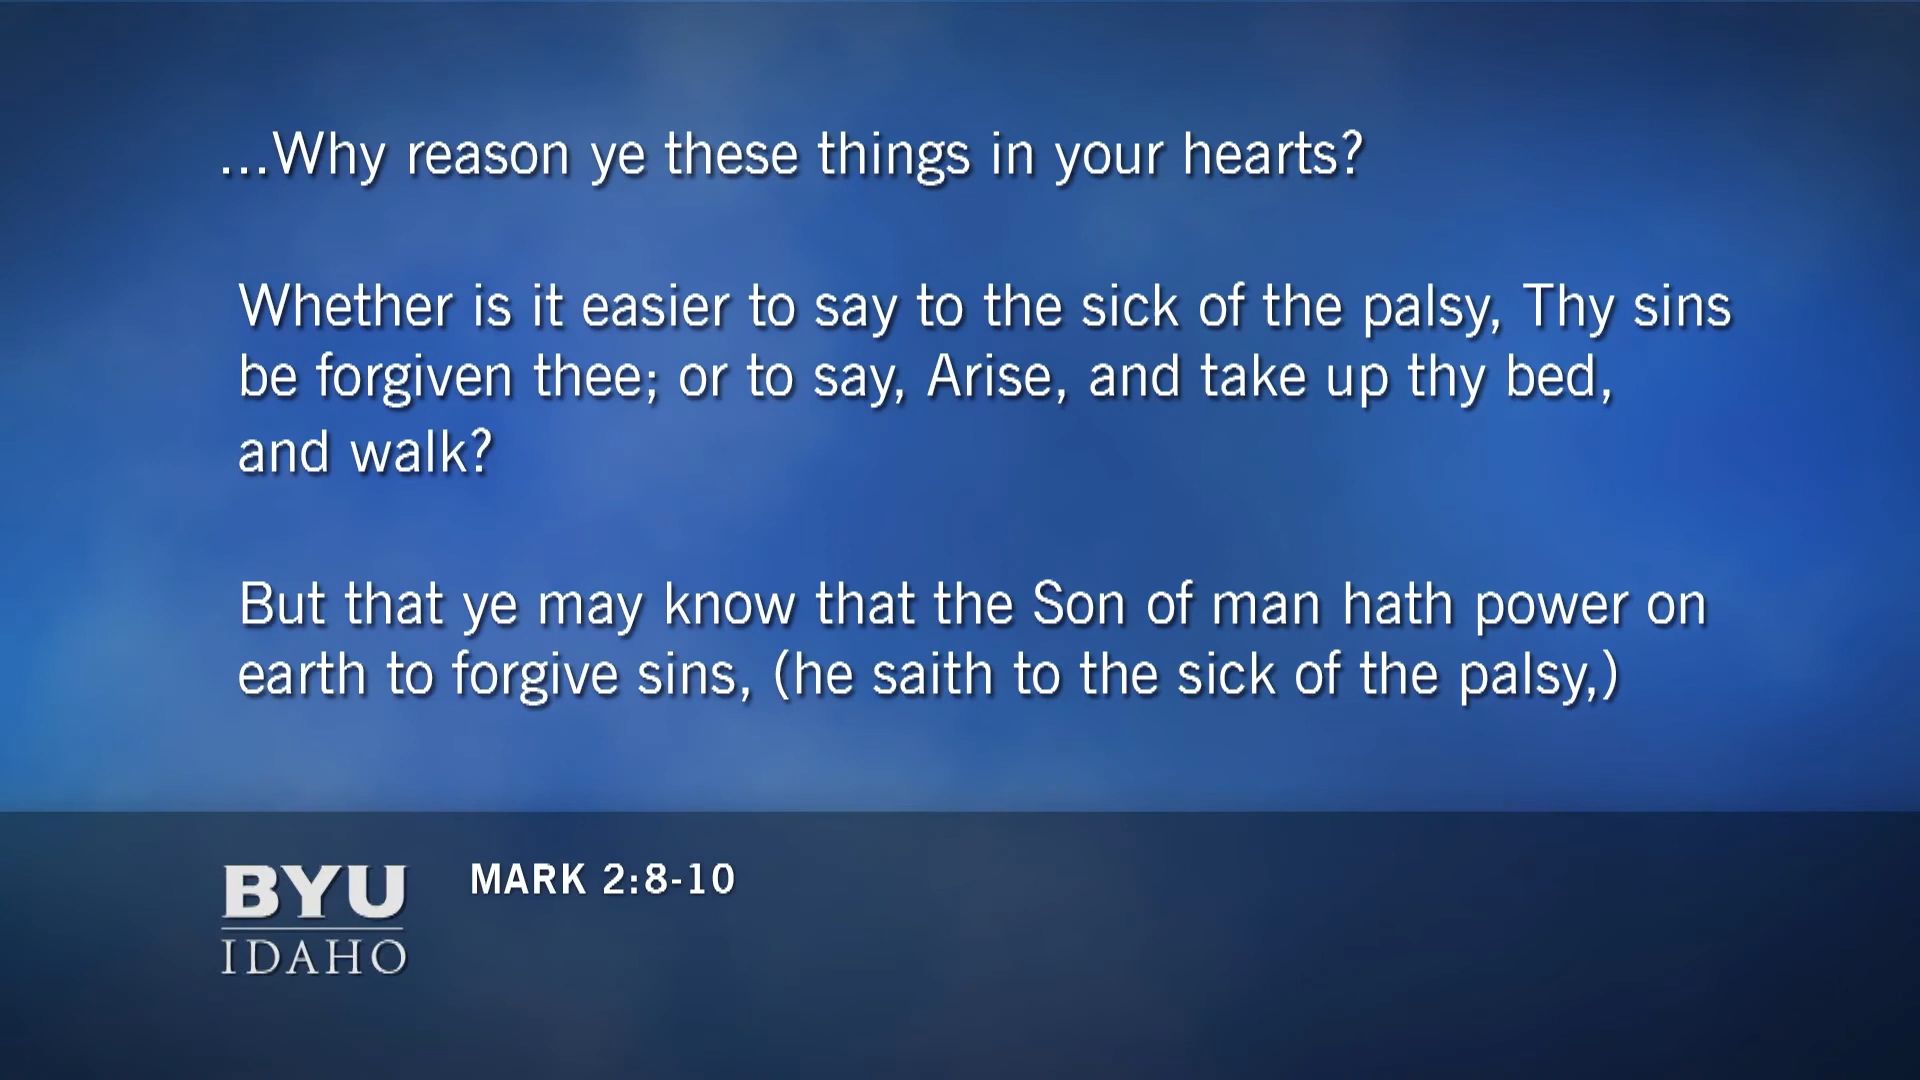 ...Why reason ye these things in your hearts?
Whether is it easier to say to the sick of the palsy, Thy sins
be forgiven thee; or to say, Arise, and take up thy bed,
and walk?
But that ye may know that the Son of man hath power on
earth to forgive sins, (he saith to the sick of the palsy,)
MARK 2:8-10
BYU
IDAHO